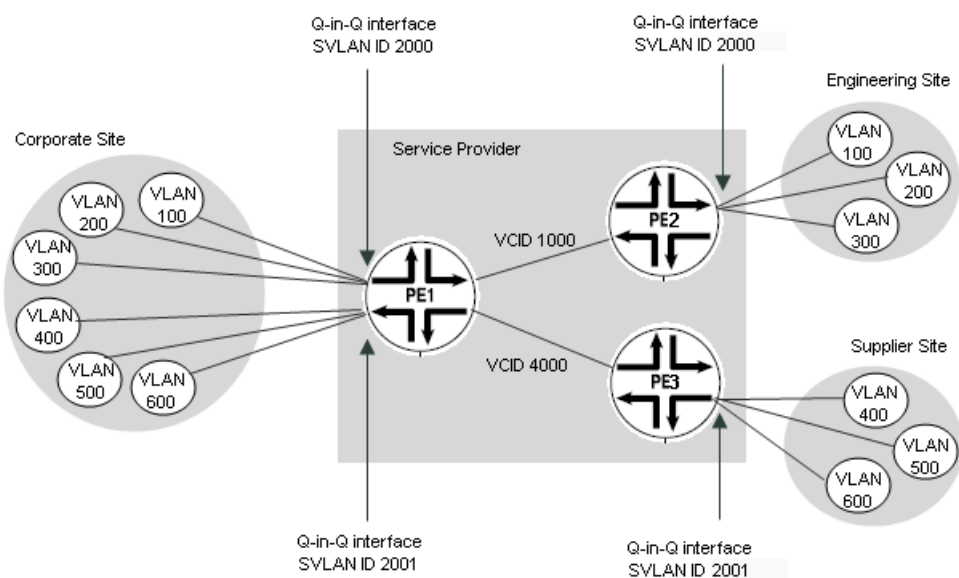 Q-in-Q interface
SVLAN ID 2000
Q-in-Q interface
SVLAN ID 2000
Corporate Site
Service Provider
Engineering Site
VLAN
100
VLAN
200
VLAN
300
VLAN
400
VLAN
500
VLAN
600
PE1
VCID 1000
VCID 4000
PE2
PE3
VLAN
100
VLAN
200
VLAN
300
Supplier Site
VLAN
400
VLAN
500
VLAN
600
Q-in-Q interface
SVLAN ID 2001
Q-in-Q interface
SVLAN ID 2001